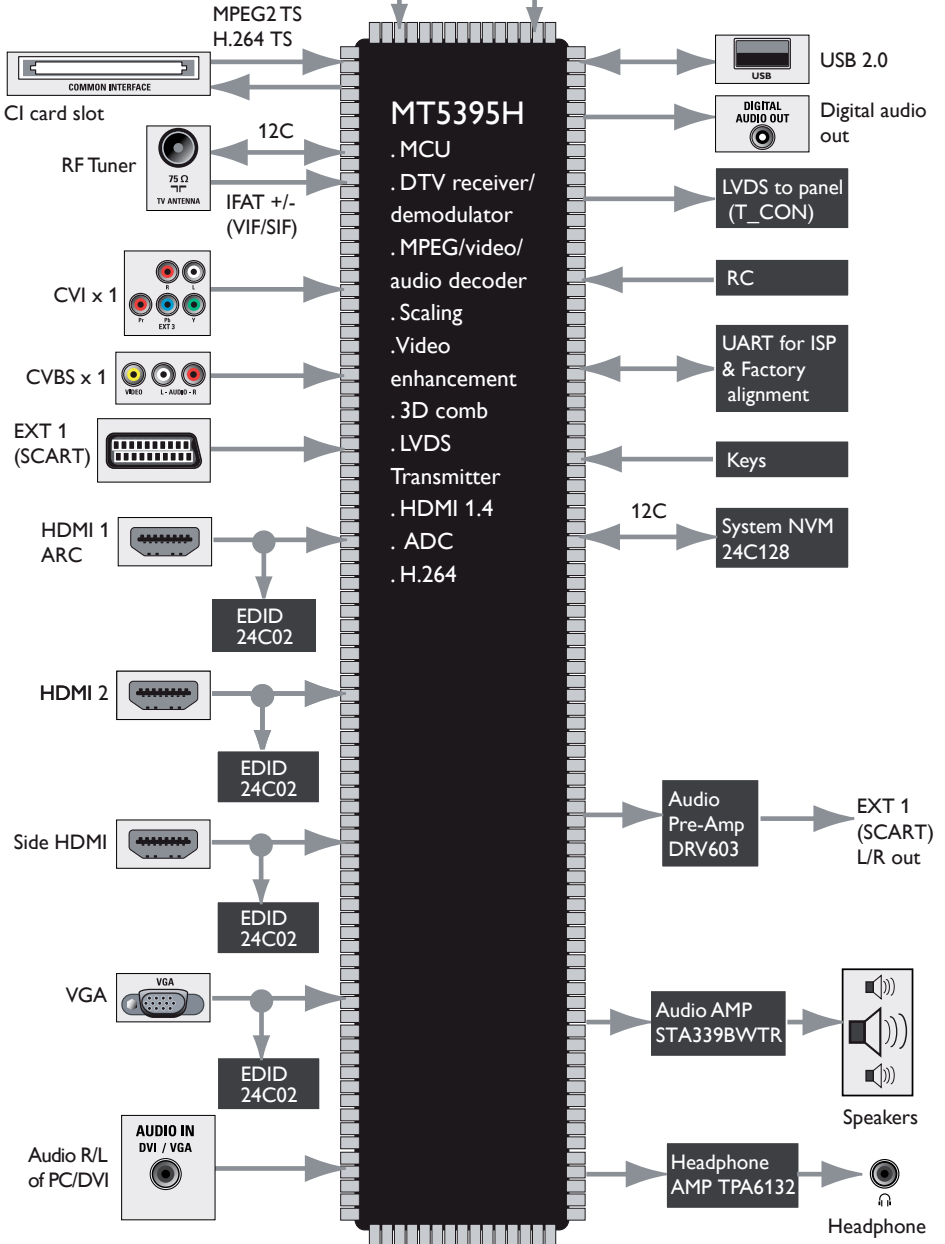 MPEG2 TS
H.264 TS
COMMON INTERFACE
CI card slot
12C
RF Tuner
75 Ω
TV ANTENNA
IFAT +/-
(VIF/SIF)
CVI x 1
R L
Pr Pb Y
EXT 3
CVBS x 1
VIDEO L - AUDIO - R
EXT 1
(SCART)
HDMI 1
ARC
EDID
24C02
HDMI 2
EDID
24C02
Side HDMI
EDID
24C02
VGA
VGA
EDID
24C02
Audio R/L
of PC/DVI
AUDIO IN
DVI / VGA
MT5395H
. MCU
. DTV receiver/
demodulator
. MPEG/video/
audio decoder
. Scaling
.Video
enhancement
. 3D comb
. LVDS
Transmitter
. HDMI 1.4
. ADC
. H.264
USB
USB 2.0
DIGITAL
AUDIO OUT
Digital audio
out
LVDS to panel
(T_CON)
RC
UART for ISP
& Factory
alignment
Keys
12C
System NVM
24C128
Audio
Pre-Amp
DRV603
EXT 1
(SCART)
L/R out
Audio AMP
STA339BWTR
Speakers
Headphone
AMP TPA6132
Headphone